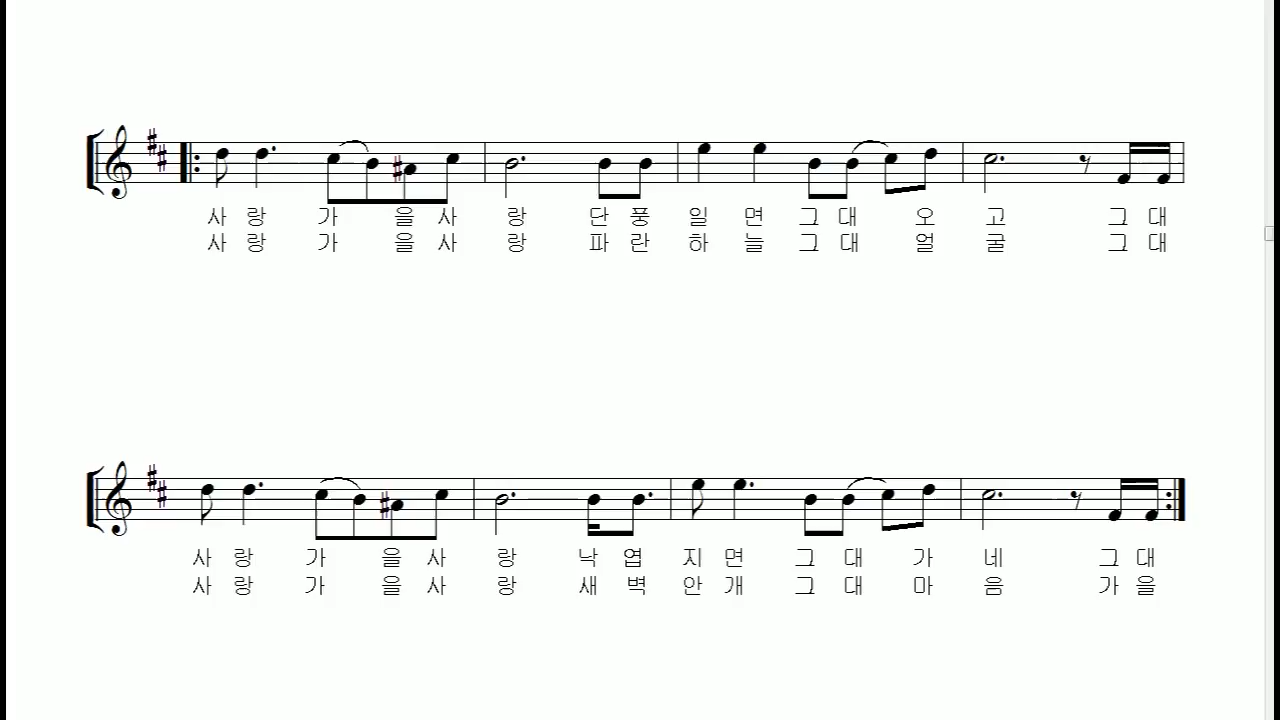 사 랑 가 을 사 랑 단 풍 일 면 그 대 오 고 그 대
사 랑 가 을 사 랑 파 란 하 늘 그 대 얼 굴 그 대
사 랑 가 을 사 랑 낙 엽 지 면 그 대 가 네 그 대
사 랑 가 을 사 랑 새 벽 안 개 그 대 마 음 가 을